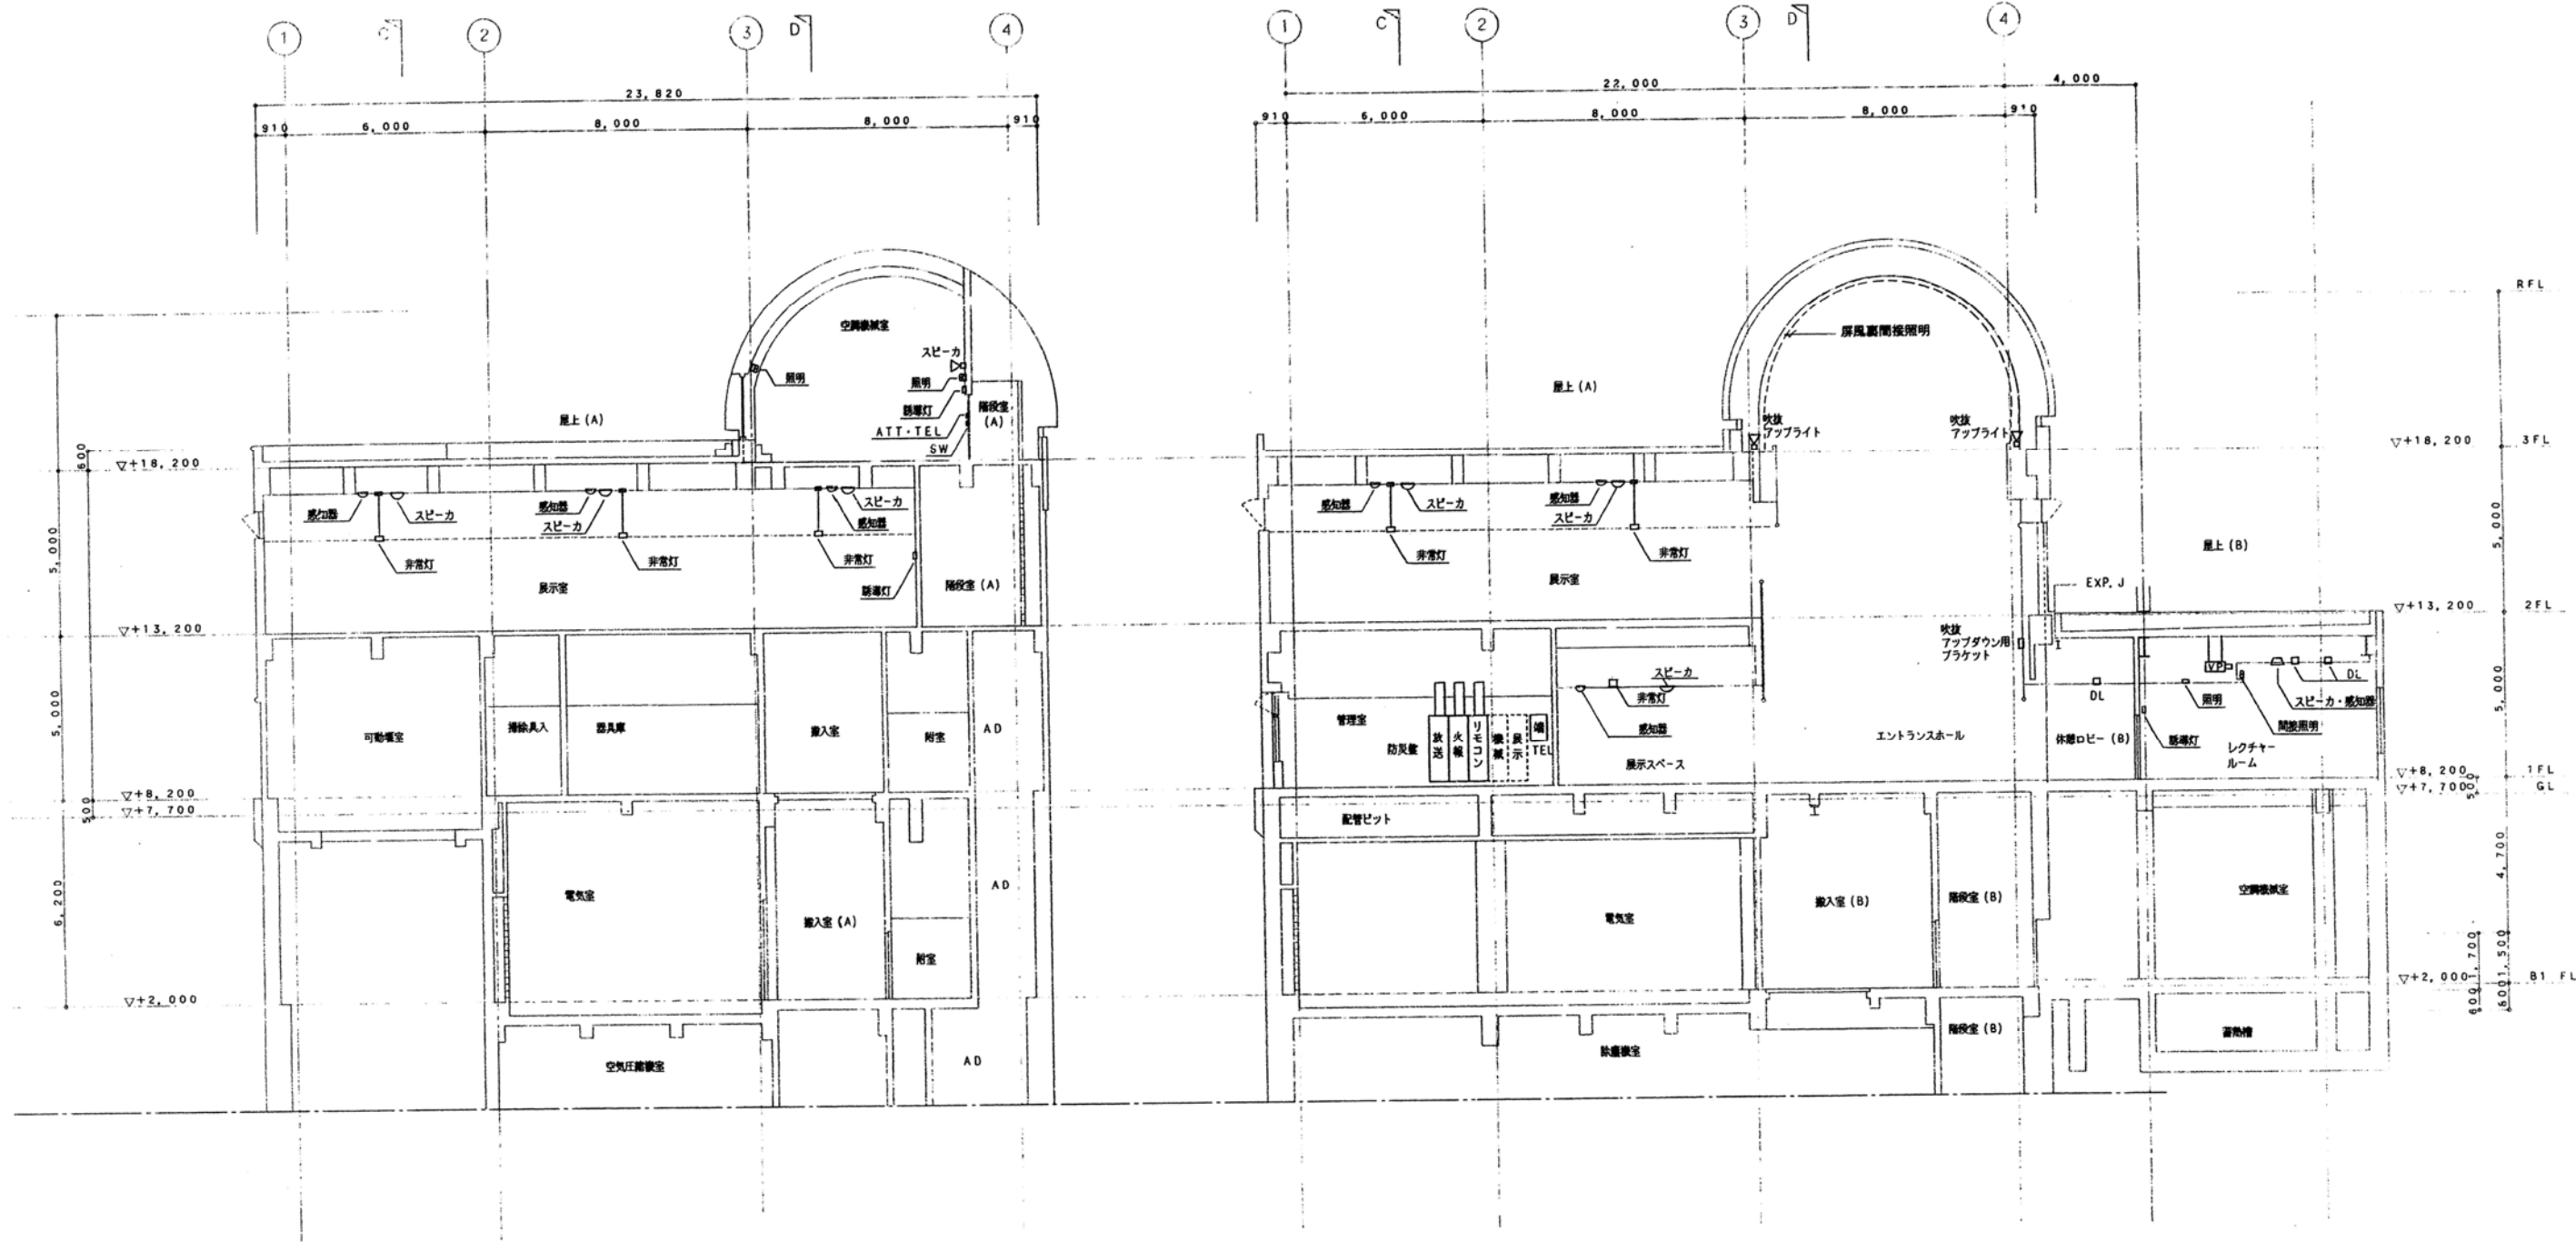 1
C
2
3
D
4
23,820
910
6,000
8,000
8,000
910
空調機械室
スピーカ
照明
照明
誘導灯
ATT・TEL
SW
階段室
(A)
屋上(A)
600
▽+18,200
感知器
スピーカ
感知器
スピーカ
スピーカ
感知器
非常灯
非常灯
非常灯
誘導灯
展示室
階段室(A)
5,000
▽+13,200
可動堰室
掃除具入
器具庫
搬入室
附室
AD
5,000
▽+8,200
▽+7,700
500
電気室
搬入室(A)
附室
AD
6,200
▽+2,000
空気圧縮機室
AD
1
C
2
3
D
4
22,000
4,000
910
6,000
8,000
8,000
910
RFL
屏風裏間接照明
屋上(A)
吹抜
アップライト
吹抜
アップライト
▽+18,200
3FL
感知器
スピーカ
感知器
スピーカ
非常灯
非常灯
展示室
屋上(B)
5,000
EXP.J
▽+13,200
2FL
吹抜
アップダウン用
ブラケット
スピーカ
非常灯
感知器
管理室
防災盤
放送
火報
リモコン
機械
展示
端
TEL
展示スペース
エントランスホール
休憩ロビー(B)
DL
VP
照明
DL
スピーカ・感知器
間接照明
誘導灯
レクチャー
ルーム
5,000
▽+8,200
1FL
▽+7,700
500
GL
配管ピット
電気室
搬入室(B)
階段室(B)
空調機械室
4,700
1,700
1,500
▽+2,000
B1 FL
600
600
除塵機室
階段室(B)
蓄熱槽